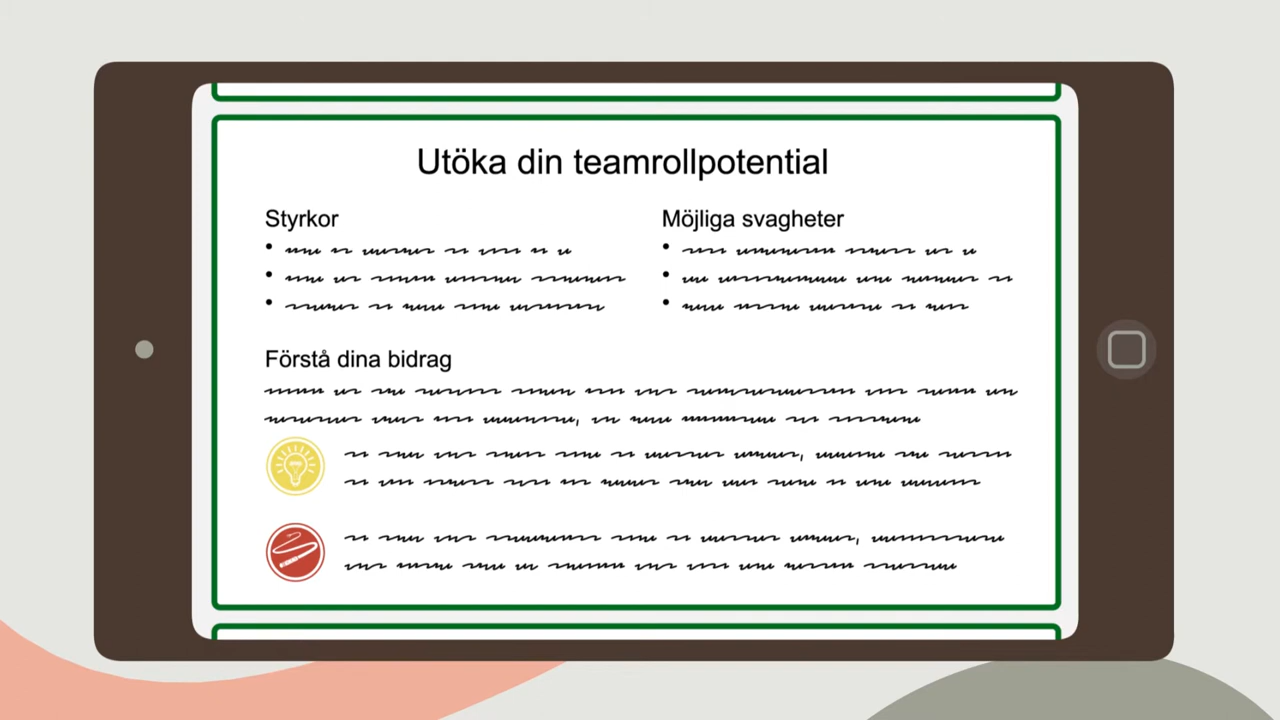 Utöka din teamrollpotential
Styrkor
Möjliga svagheter
Förstå dina bidrag